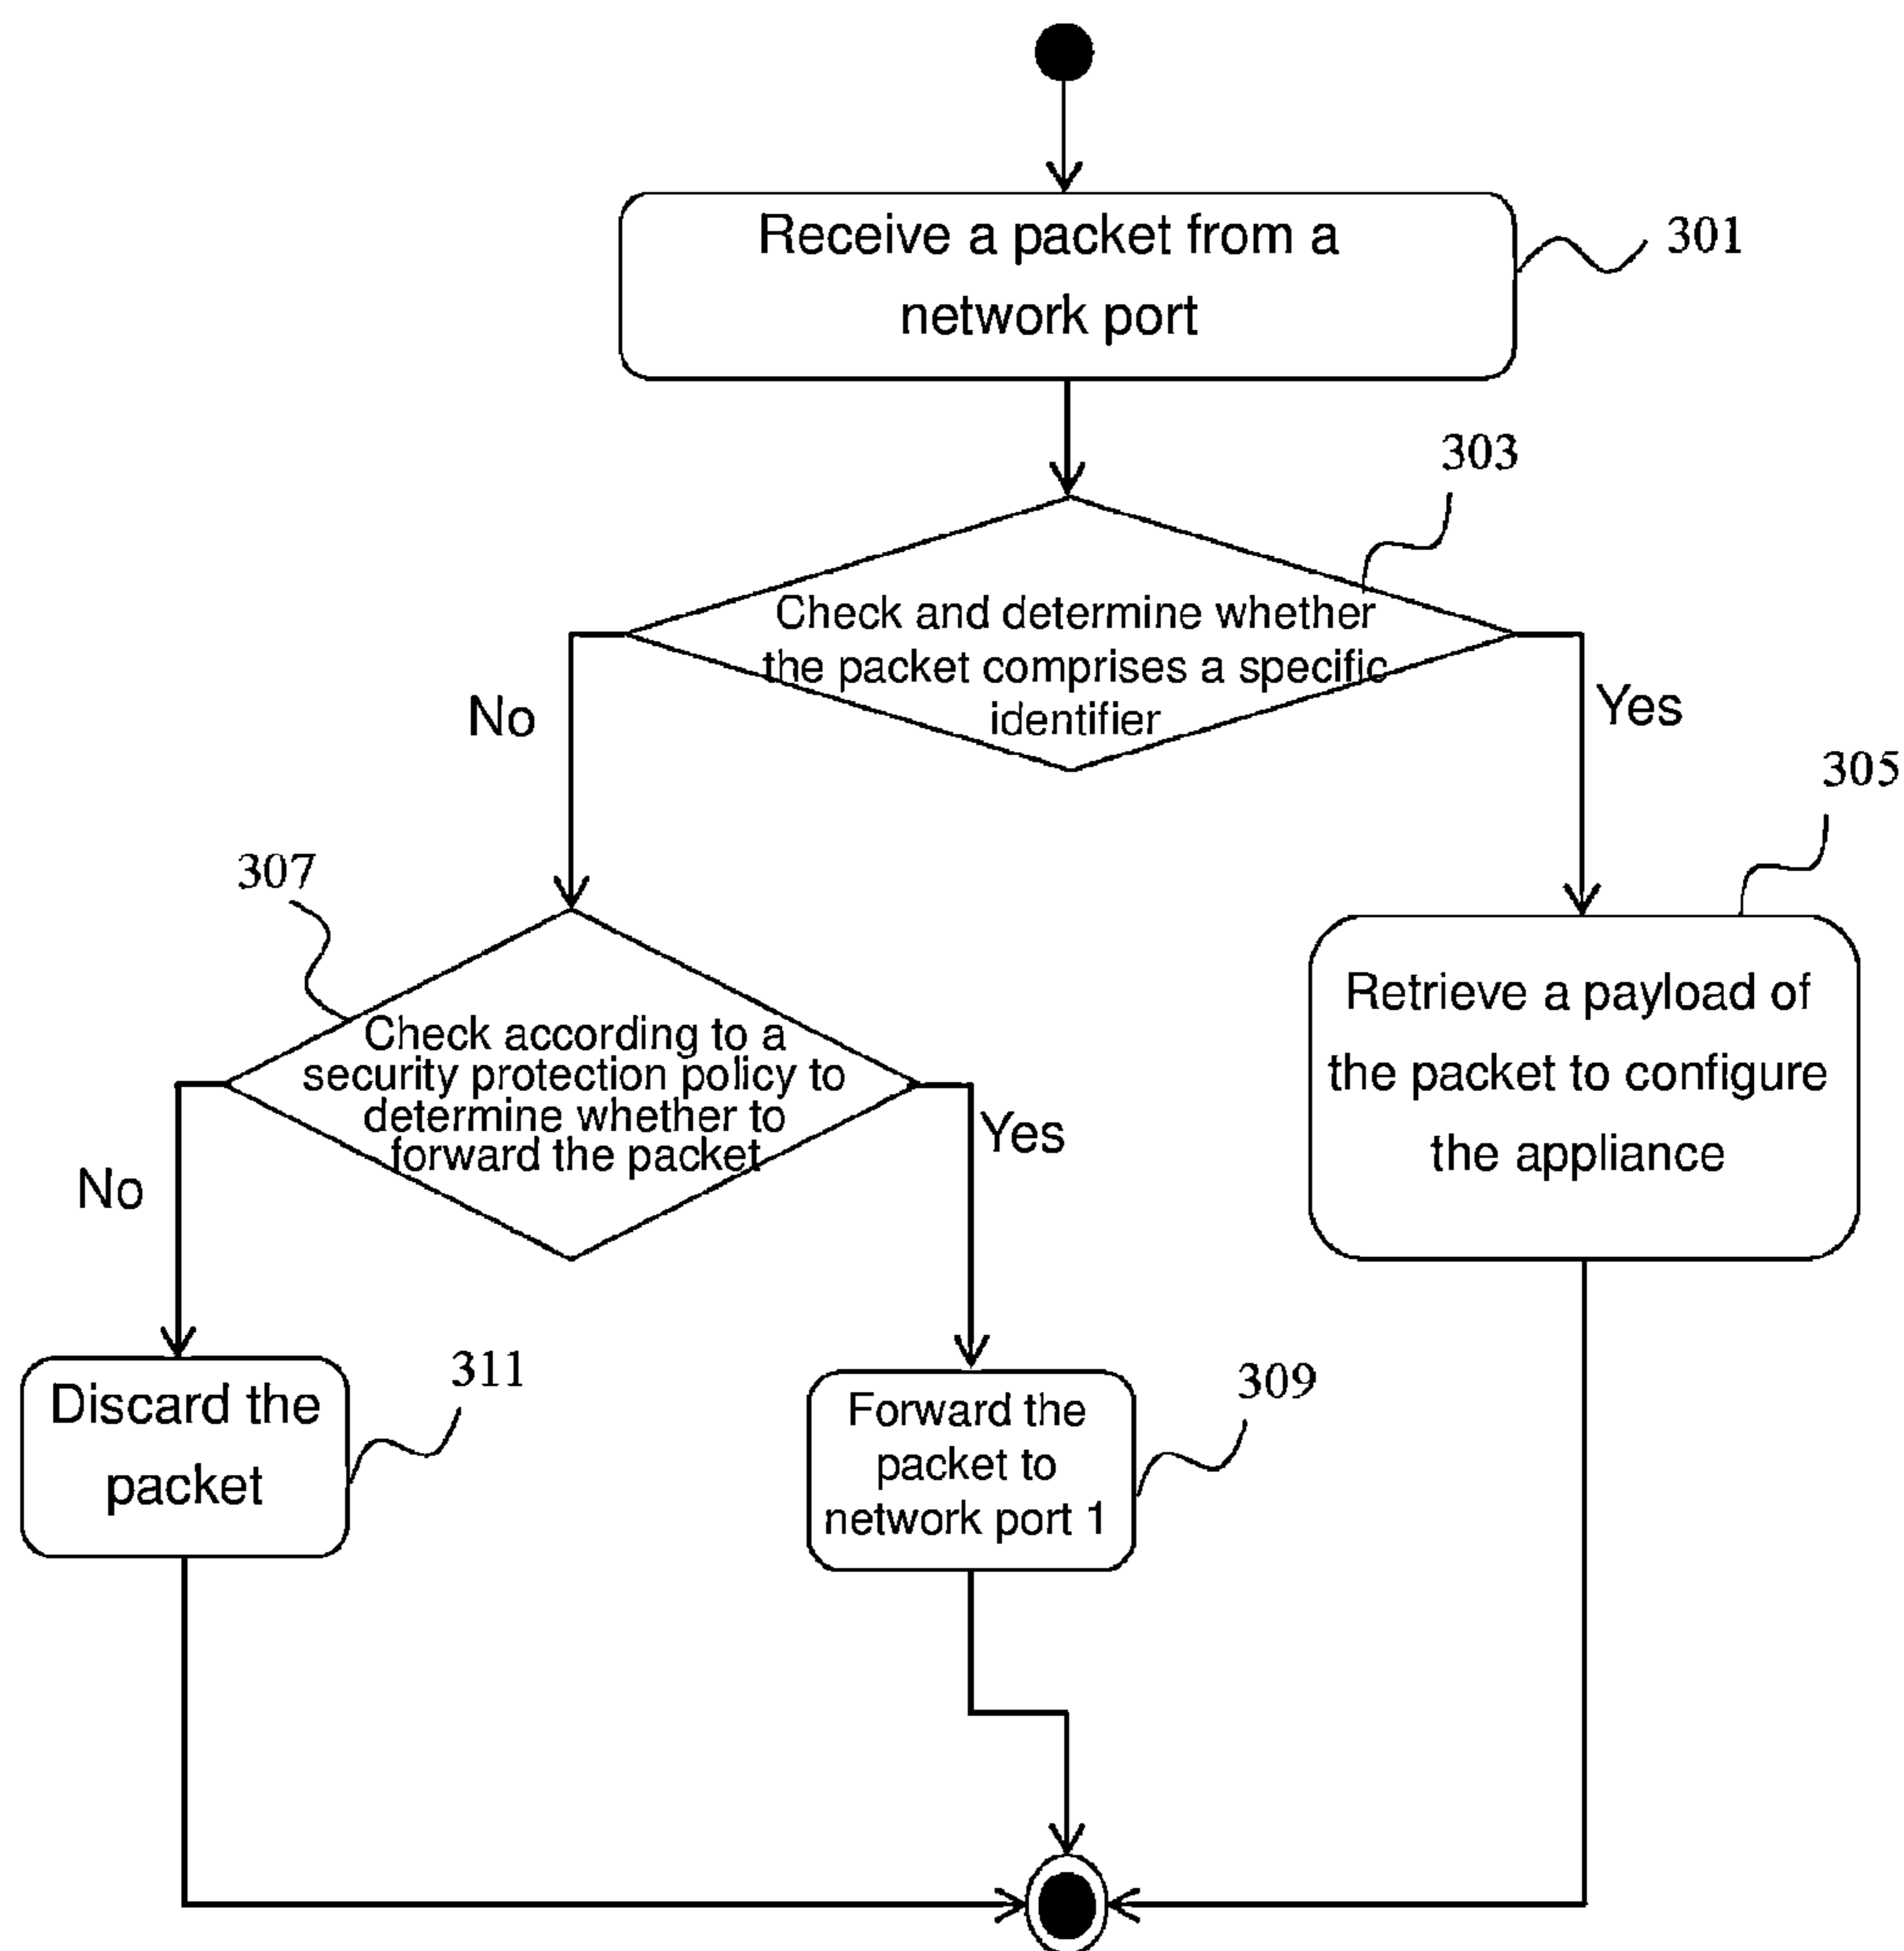 Receive a packet from a
network port
301
303
Check and determine whether
the packet comprises a specific
identifier
No
Yes
305
307
Check according to a
security protection policy to
determine whether to
forward the packet
No
Yes
Retrieve a payload of
the packet to configure
the appliance
Discard the
packet
311
Forward the
packet to
network port 1
309